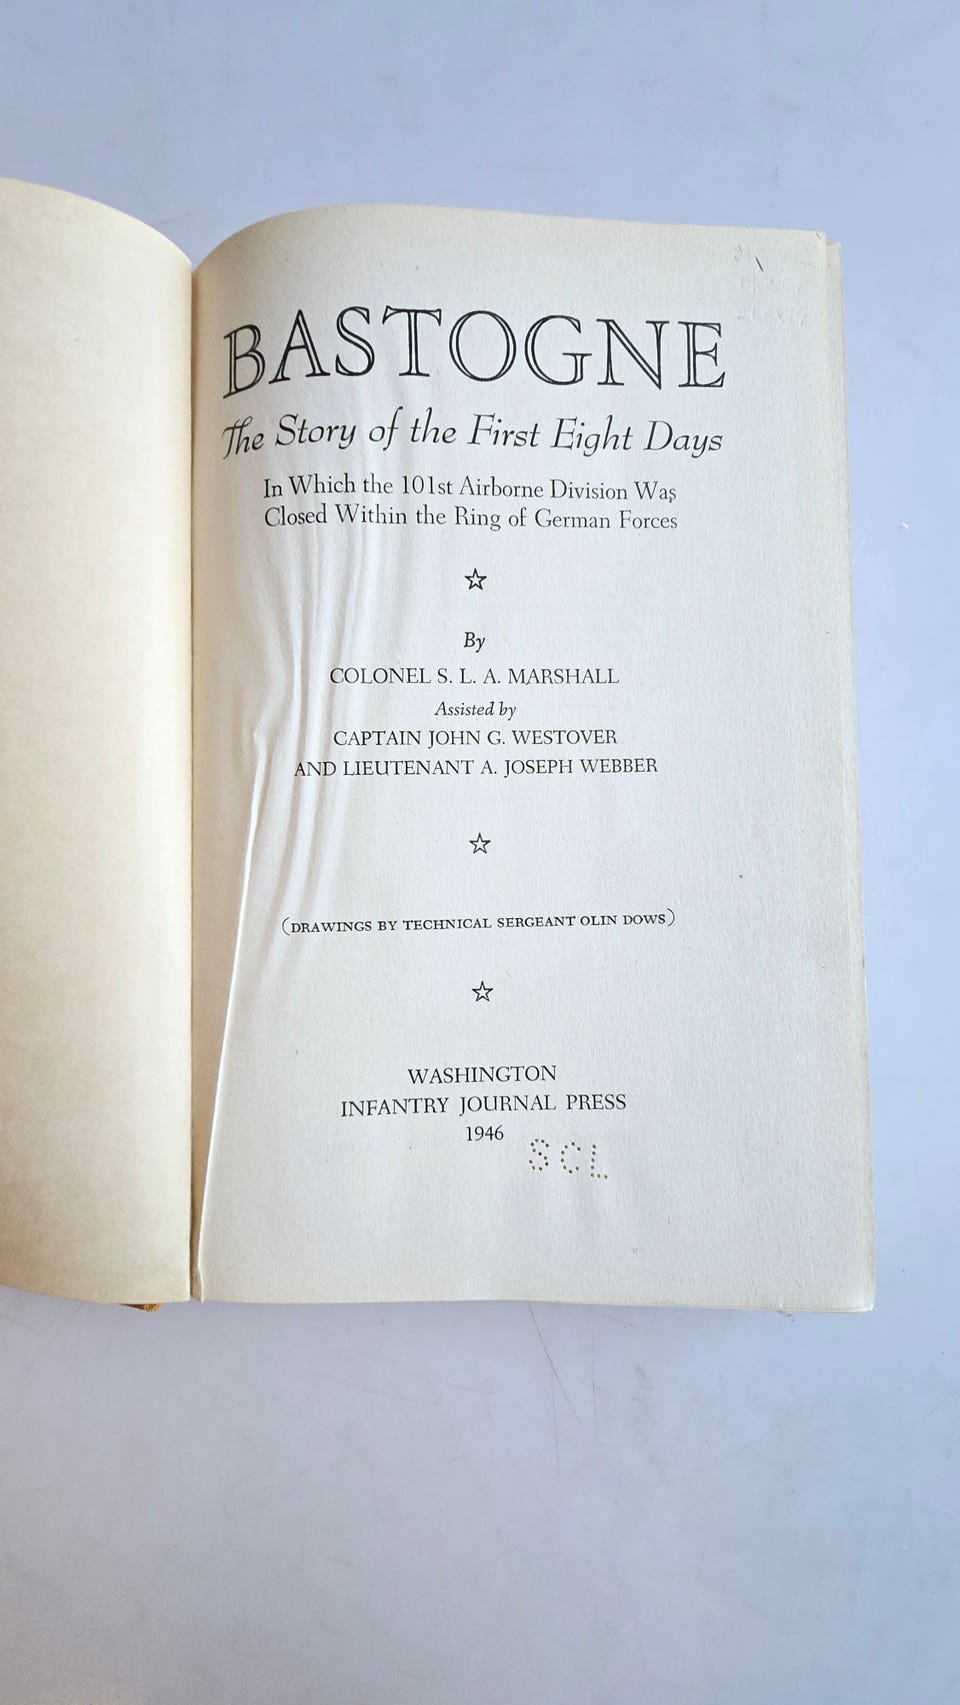 BASTOGNE
The Story of the First Eight Days
In Which the 101st Airborne Division Was
Closed Within the Ring of German Forces
By
COLONEL S. L. A. MARSHALL
Assisted by
CAPTAIN JOHN G. WESTOVER
AND LIEUTENANT A. JOSEPH WEBBER
(DRAWINGS BY TECHNICAL SERGEANT OLIN DOWS)
WASHINGTON
INFANTRY JOURNAL PRESS
1946
SCL